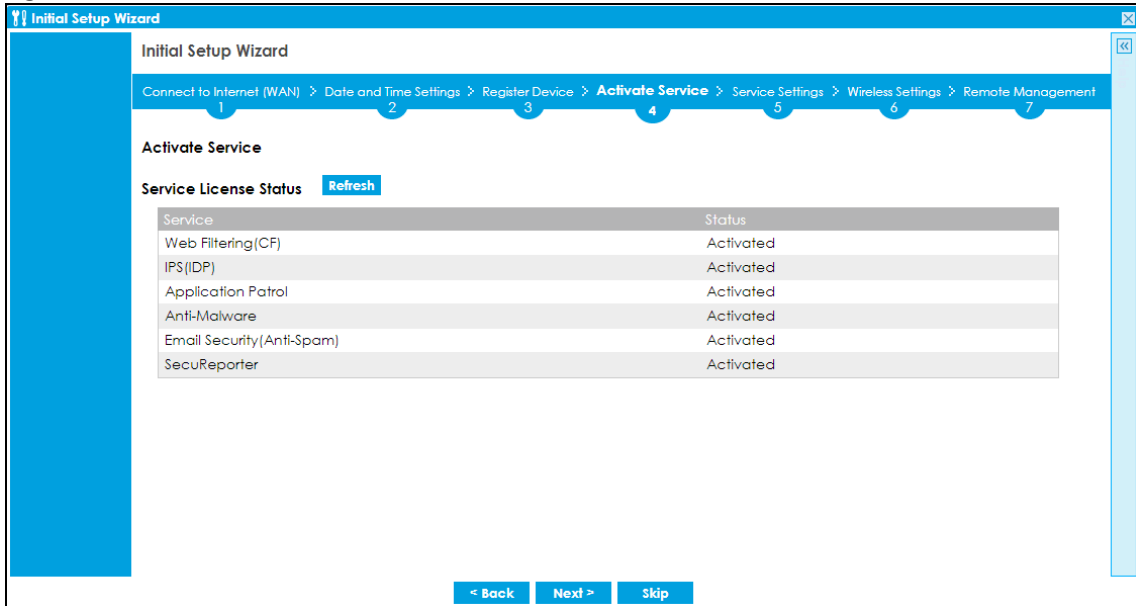 Initial Setup Wizard
Initial Setup Wizard
Connect to Internet (WAN) > Date and Time Settings > Register Device > Activate Service > Service Settings > Wireless Settings > Remote Management
1 2 3 4 5 6 7
Activate Service
Service License Status Refresh
Service Status
Web Filtering(CF) Activated
IPS(IDP) Activated
Application Patrol Activated
Anti-Malware Activated
Email Security(Anti-Spam) Activated
SecuReporter Activated
< Back Next > Skip